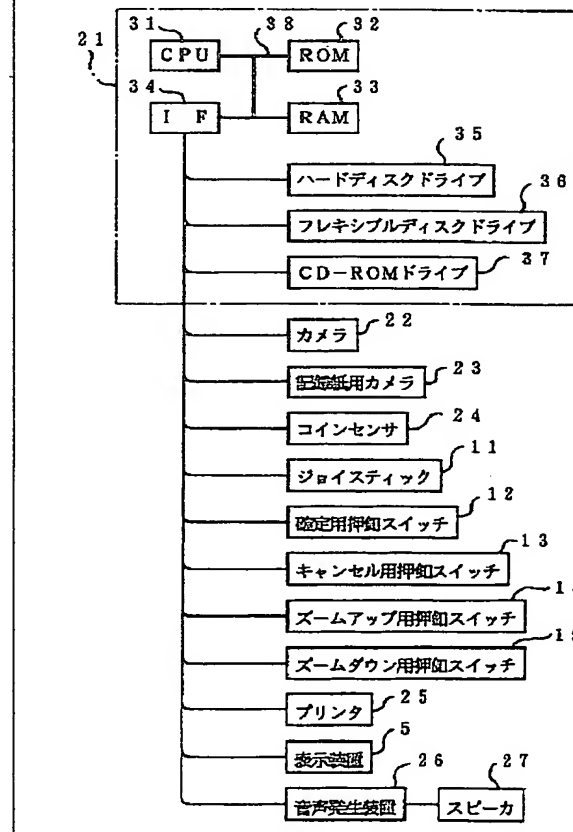 31 38 32
21 CPU ROM
34 33
I F RAM
35
ハードディスクドライブ 36
フレキシブルディスクドライブ
37
CD-ROMドライブ
22
カメラ
23
記録紙用カメラ
24
コインセンサ
11
ジョイスティック
12
確定用押釦スイッチ
13
キャンセル用押釦スイッチ
ズームアップ用押釦スイッチ
ズームダウン用押釦スイッチ
25
プリンタ
5
表示装置
26 27
音声発生装置 スピーカ